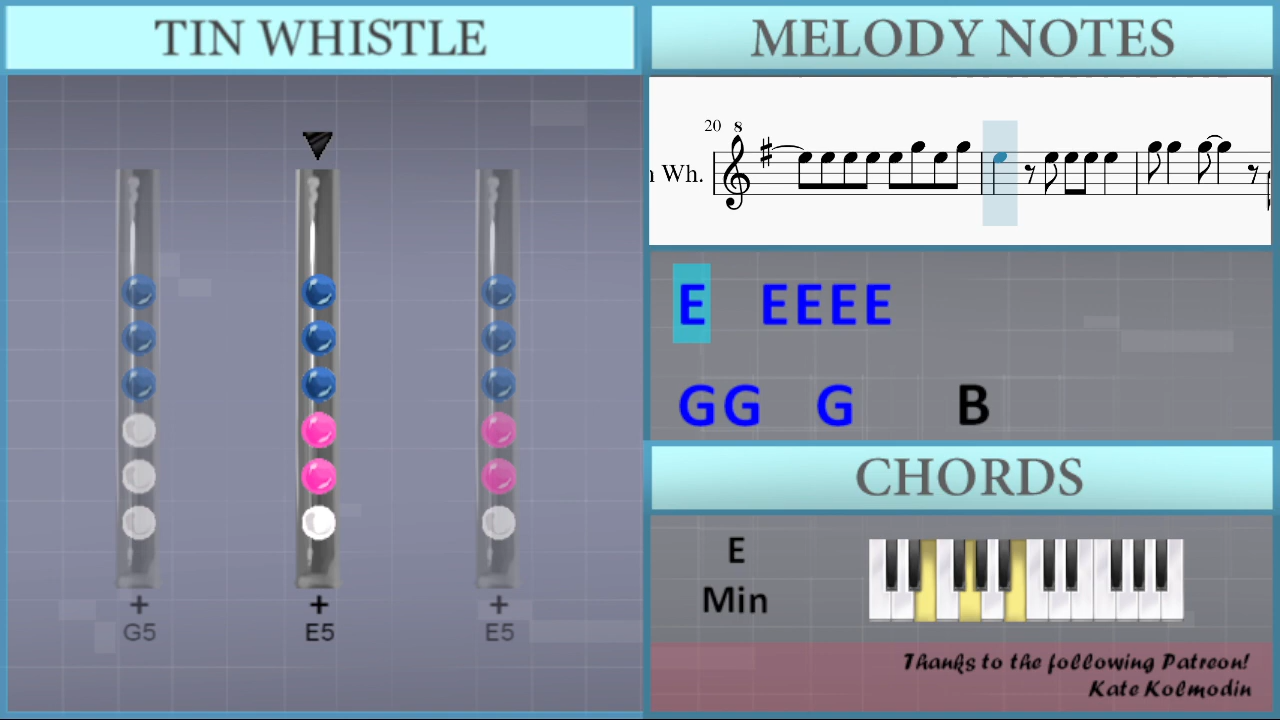 TIN WHISTLE
+ + +
G5 E5 E5
MELODY NOTES
20 8
Wh.
E EEEE
GG G B
CHORDS
E
Min
Thanks to the following Patreon!
Kate Kolmodin